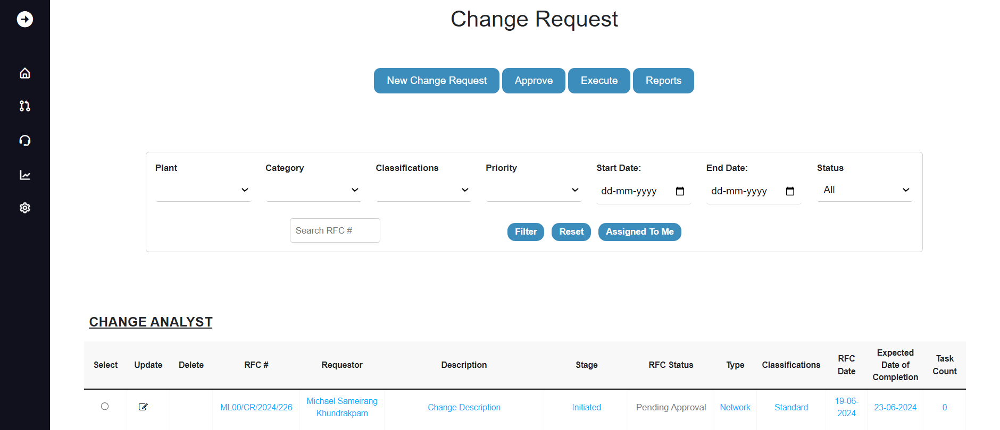 Change Request
New Change Request Approve Execute Reports
Plant Category Classifications Priority Start Date: End Date: Status
dd-mm-yyyy dd-mm-yyyy All
Search RFC # Filter Reset Assigned To Me
CHANGE ANALYST
Select Update Delete RFC # Requestor Description Stage RFC Status Type Classifications RFC Date Expected Date of Completion Task Count
ML00/CR/2024/226 Michael Sameirang Khundrakpam Change Description Initiated Pending Approval Network Standard 19-06-2024 23-06-2024 0